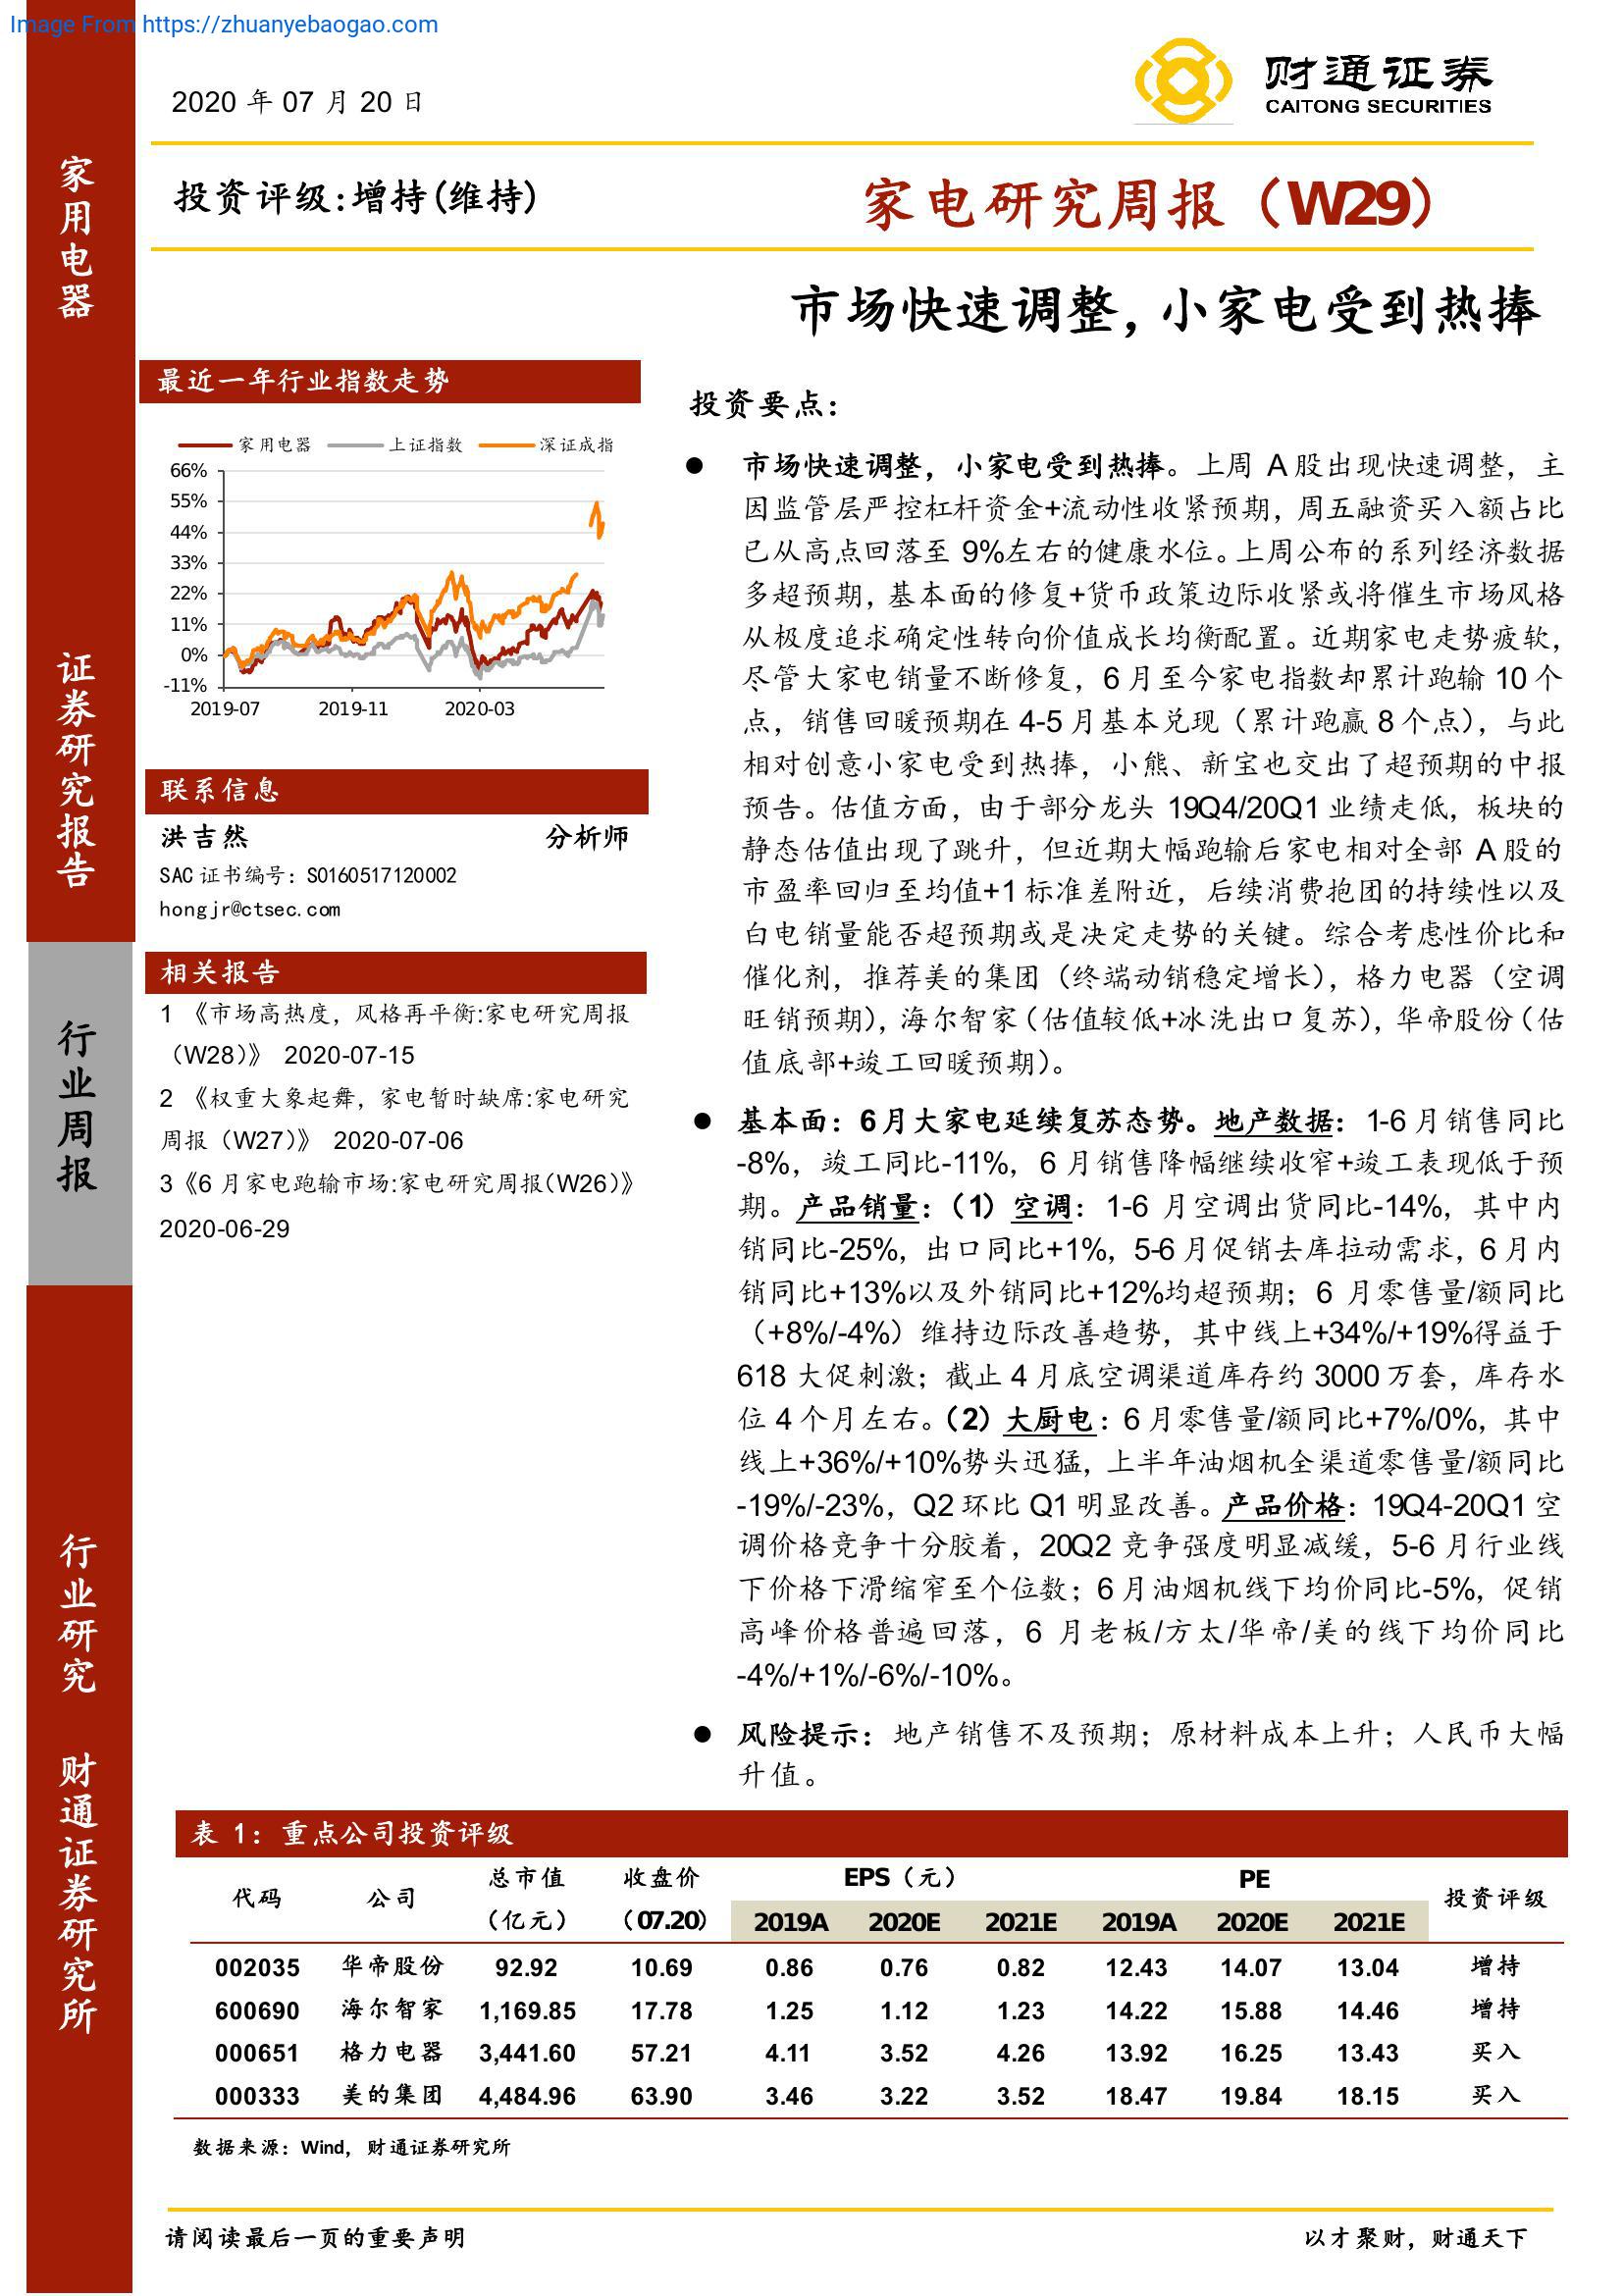 Image From https://zhuanyebaogao.com
2020 年 07 月 20 日
财通证券
CAITONG SECURITIES
家用电器
证券研究报告
行业周报
行业研究
财通证券研究所
投资评级:增持(维持)
家电研究周报（W29）
市场快速调整，小家电受到热捧
最近一年行业指数走势
家用电器 上证指数 深证成指
66%
55%
44%
33%
22%
11%
0%
-11%
2019-07 2019-11 2020-03
联系信息
洪吉然 分析师
SAC 证书编号：S0160517120002
hongjr@ctsec.com
相关报告
1 《市场高热度，风格再平衡:家电研究周报
（W28）》 2020-07-15
2 《权重大象起舞，家电暂时缺席:家电研究
周报（W27）》 2020-07-06
3《6 月家电跑输市场:家电研究周报（W26）》
2020-06-29
投资要点：
● 市场快速调整，小家电受到热捧。上周 A 股出现快速调整，主
因监管层严控杠杆资金+流动性收紧预期，周五融资买入额占比
已从高点回落至 9%左右的健康水位。上周公布的系列经济数据
多超预期，基本面的修复+货币政策边际收紧或将催生市场风格
从极度追求确定性转向价值成长均衡配置。近期家电走势疲软，
尽管大家电销量不断修复，6 月至今家电指数却累计跑输 10 个
点，销售回暖预期在 4-5 月基本兑现（累计跑赢 8 个点），与此
相对创意小家电受到热捧，小熊、新宝也交出了超预期的中报
预告。估值方面，由于部分龙头 19Q4/20Q1 业绩走低，板块的
静态估值出现了跳升，但近期大幅跑输后家电相对全部 A 股的
市盈率回归至均值+1 标准差附近，后续消费抱团的持续性以及
白电销量能否超预期或是决定走势的关键。综合考虑性价比和
催化剂，推荐美的集团（终端动销稳定增长），格力电器（空调
旺销预期），海尔智家（估值较低+冰洗出口复苏），华帝股份（估
值底部+竣工回暖预期）。
● 基本面：6 月大家电延续复苏态势。地产数据：1-6 月销售同比
-8%，竣工同比-11%，6 月销售降幅继续收窄+竣工表现低于预
期。产品销量：（1）空调：1-6 月空调出货同比-14%，其中内
销同比-25%，出口同比+1%，5-6 月促销去库拉动需求，6 月内
销同比+13%以及外销同比+12%均超预期；6 月零售量/额同比
（+8%/-4%）维持边际改善趋势，其中线上+34%/+19%得益于
618 大促刺激；截止 4 月底空调渠道库存约 3000 万套，库存水
位 4 个月左右。（2）大厨电：6 月零售量/额同比+7%/0%，其中
线上+36%/+10%势头迅猛，上半年油烟机全渠道零售量/额同比
-19%/-23%，Q2 环比 Q1 明显改善。产品价格：19Q4-20Q1 空
调价格竞争十分胶着，20Q2 竞争强度明显减缓，5-6 月行业线
下价格下滑缩窄至个位数；6 月油烟机线下均价同比-5%，促销
高峰价格普遍回落，6 月老板/方太/华帝/美的线下均价同比
-4%/+1%/-6%/-10%。
● 风险提示：地产销售不及预期；原材料成本上升；人民币大幅
升值。
表 1：重点公司投资评级
代码 公司 总市值（亿元） 收盘价（07.20） EPS（元） PE 投资评级
2019A 2020E 2021E 2019A 2020E 2021E
002035 华帝股份 92.92 10.69 0.86 0.76 0.82 12.43 14.07 13.04 增持
600690 海尔智家 1,169.85 17.78 1.25 1.12 1.23 14.22 15.88 14.46 增持
000651 格力电器 3,441.60 57.21 4.11 3.52 4.26 13.92 16.25 13.43 买入
000333 美的集团 4,484.96 63.90 3.46 3.22 3.52 18.47 19.84 18.15 买入
数据来源：Wind，财通证券研究所
请阅读最后一页的重要声明
以才聚财，财通天下